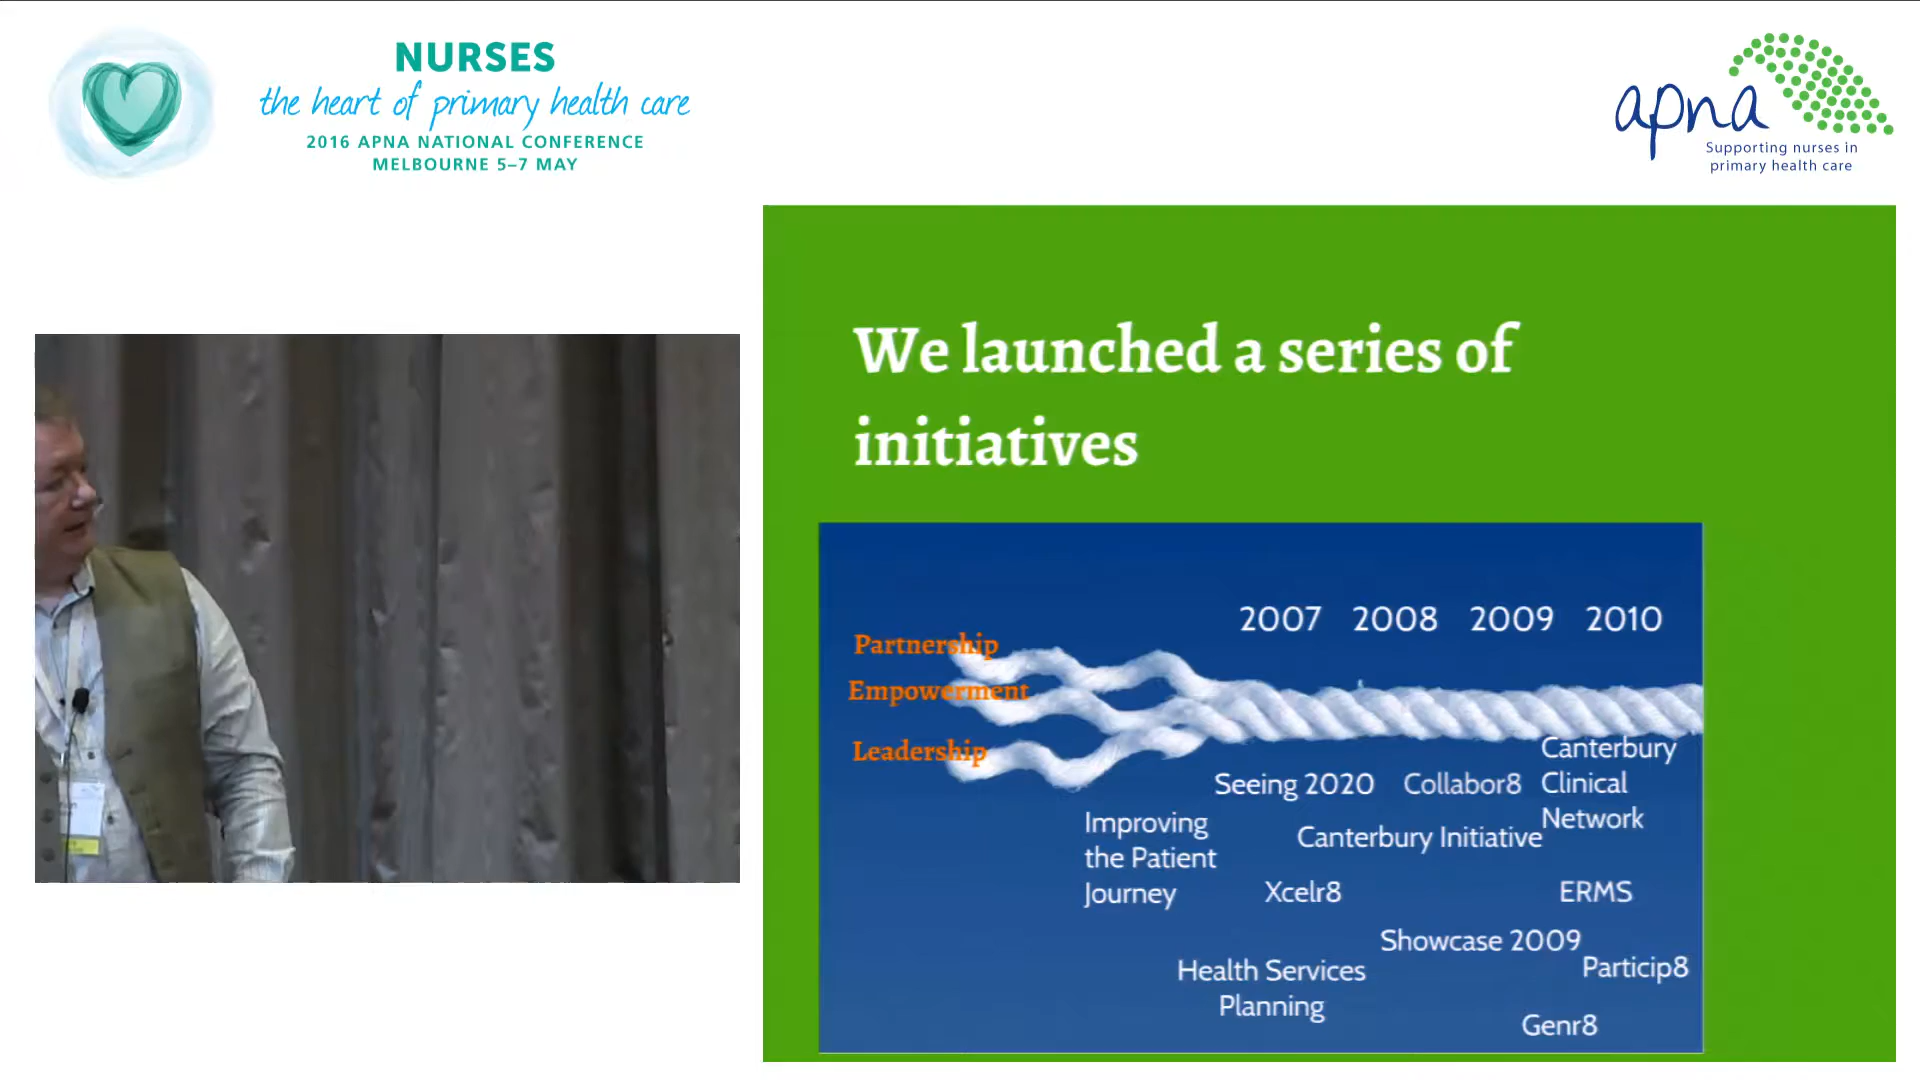 NURSES
the heart of primary health care
2016 APNA NATIONAL CONFERENCE
MELBOURNE 5–7 MAY
apna
Supporting nurses in
primary health care
We launched a series of
initiatives
2007 2008 2009 2010
Partnership
Empowerment
Leadership
Canterbury
Clinical
Network
Seeing 2020
Collabor8
Improving
the Patient
Journey
Canterbury Initiative
Xcelr8
ERMS
Showcase 2009
Particip8
Health Services
Planning
Genr8